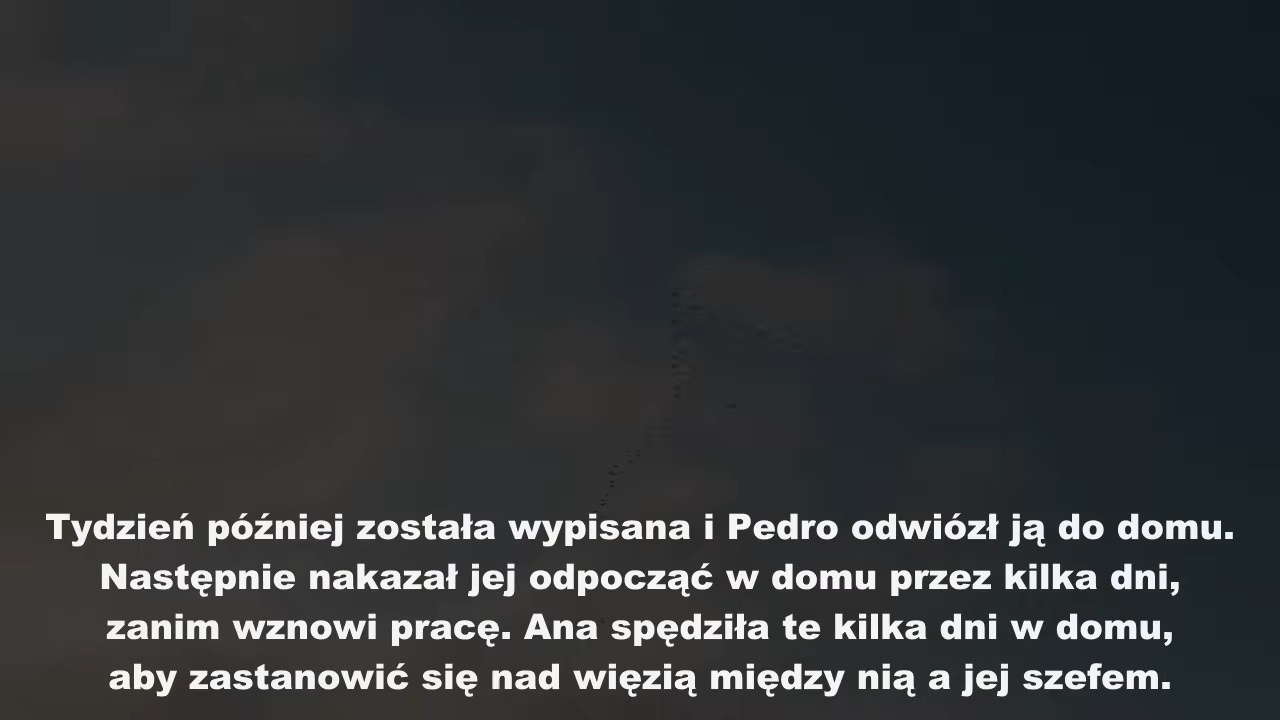 Tydzień później została wypisana i Pedro odwiózł ją do domu.
Następnie nakazał jej odpocząć w domu przez kilka dni,
zanim wznowi pracę. Ana spędziła te kilka dni w domu,
aby zastanowić się nad więzią między nią a jej szefem.